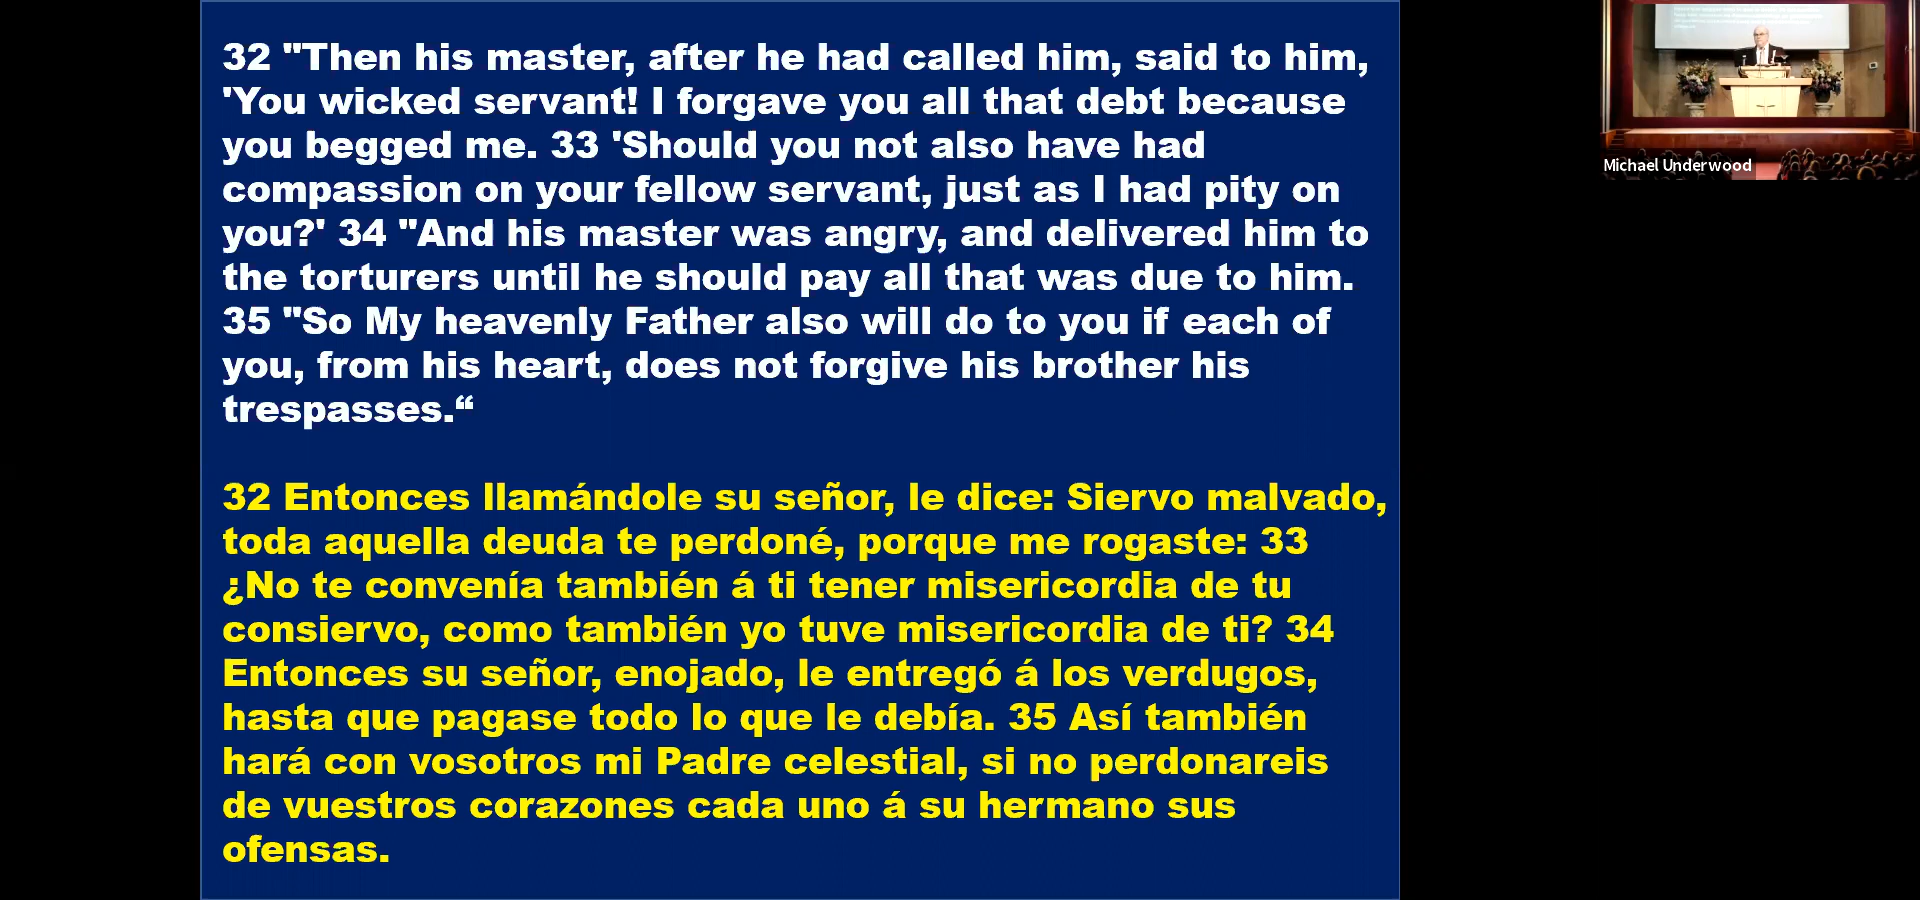 32 "Then his master, after he had called him, said to him,
'You wicked servant! I forgave you all that debt because
you begged me. 33 'Should you not also have had
compassion on your fellow servant, just as I had pity on
you?' 34 "And his master was angry, and delivered him to
the torturers until he should pay all that was due to him.
35 "So My heavenly Father also will do to you if each of
you, from his heart, does not forgive his brother his
trespasses.“
32 Entonces llamándole su señor, le dice: Siervo malvado,
toda aquella deuda te perdoné, porque me rogaste: 33
¿No te convenía también á ti tener misericordia de tu
consiervo, como también yo tuve misericordia de ti? 34
Entonces su señor, enojado, le entregó á los verdugos,
hasta que pagase todo lo que le debía. 35 Así también
hará con vosotros mi Padre celestial, si no perdonareis
de vuestros corazones cada uno á su hermano sus
ofensas.
Michael Underwood